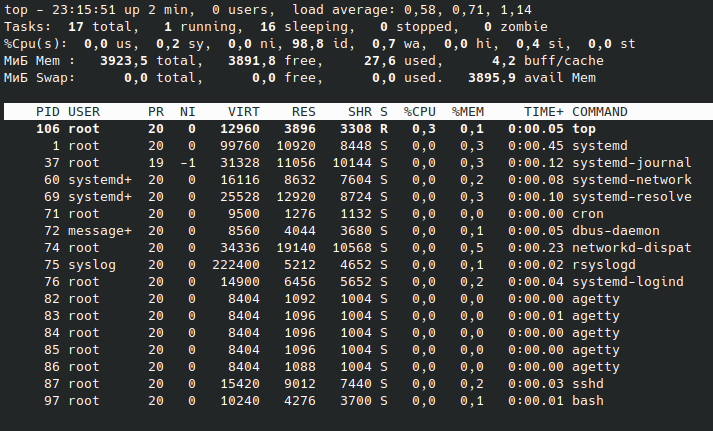 top - 23:15:51 up 2 min,  0 users,  load average: 0,58, 0,71, 1,14
Tasks:  17 total,   1 running,  16 sleeping,   0 stopped,   0 zombie
%Cpu(s):  0,0 us,  0,2 sy,  0,0 ni, 98,8 id,  0,7 wa,  0,0 hi,  0,4 si,  0,0 st
МиБ Mem :   3923,5 total,   3891,8 free,     27,6 used,      4,2 buff/cache
МиБ Swap:      0,0 total,      0,0 free,      0,0 used.   3895,9 avail Mem
PID USER      PR  NI    VIRT    RES    SHR S  %CPU  %MEM     TIME+ COMMAND
106 root      20   0   12960   3896   3308 R   0,3   0,1   0:00.05 top
1 root      20   0   99760  10920   8448 S   0,0   0,3   0:00.45 systemd
37 root      19  -1   31328  11056  10144 S   0,0   0,3   0:00.12 systemd-journal
60 systemd+  20   0   16116   8632   7604 S   0,0   0,2   0:00.08 systemd-network
69 systemd+  20   0   25528  12920   8724 S   0,0   0,3   0:00.10 systemd-resolve
71 root      20   0    9500   1276   1132 S   0,0   0,0   0:00.00 cron
72 message+  20   0    8560   4044   3680 S   0,0   0,1   0:00.05 dbus-daemon
74 root      20   0   34336  19140  10568 S   0,0   0,5   0:00.23 networkd-dispat
75 syslog    20   0  222400   5212   4652 S   0,0   0,1   0:00.02 rsyslogd
76 root      20   0   14900   6456   5652 S   0,0   0,2   0:00.04 systemd-logind
82 root      20   0    8404   1092   1004 S   0,0   0,0   0:00.00 agetty
83 root      20   0    8404   1096   1004 S   0,0   0,0   0:00.01 agetty
84 root      20   0    8404   1092   1004 S   0,0   0,0   0:00.00 agetty
85 root      20   0    8404   1096   1004 S   0,0   0,0   0:00.00 agetty
86 root      20   0    8404   1088   1004 S   0,0   0,0   0:00.00 agetty
87 root      20   0   15420   9012   7440 S   0,0   0,2   0:00.03 sshd
97 root      20   0   10240   4276   3700 S   0,0   0,1   0:00.01 bash